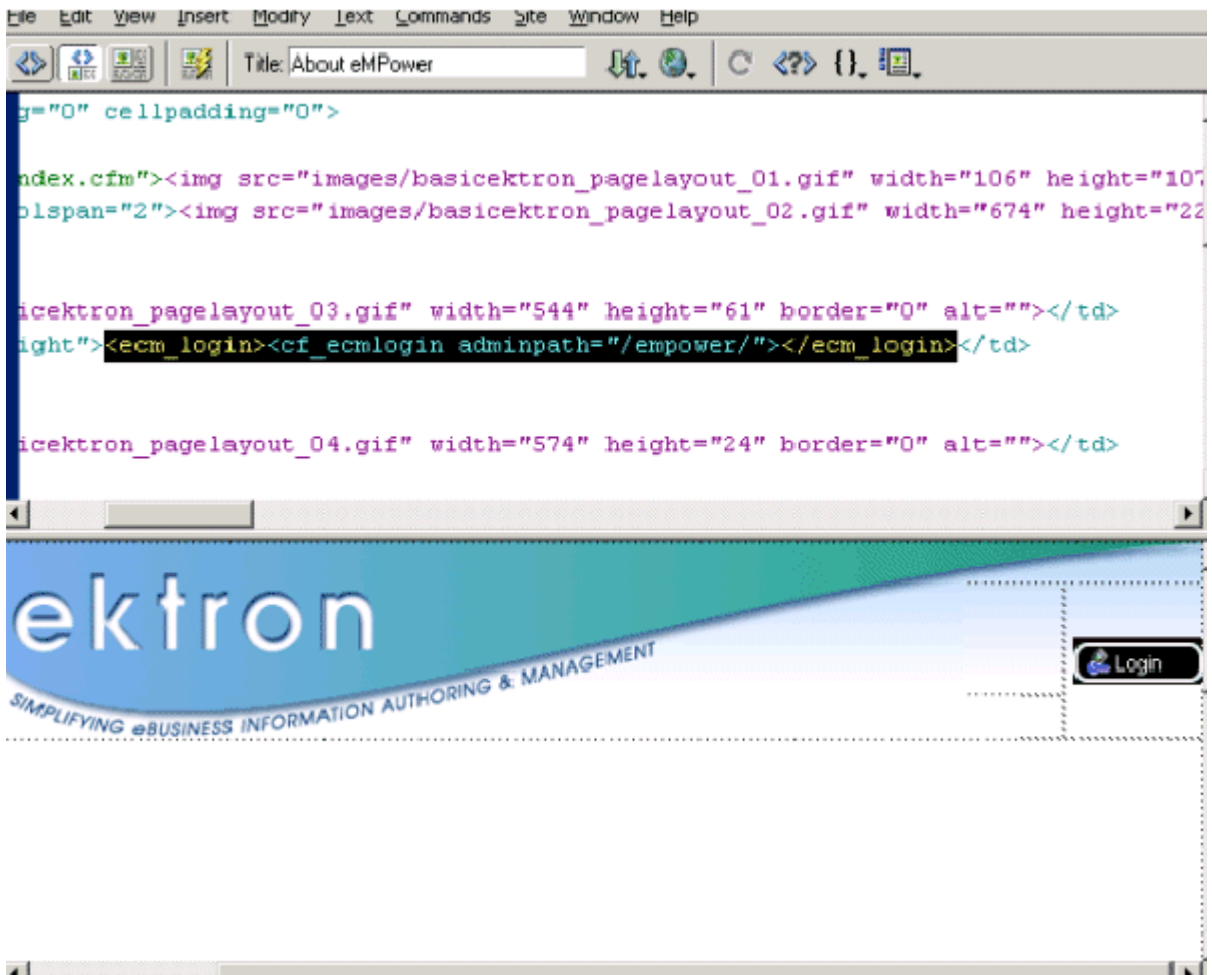 File Edit View Insert Modify Text Commands Site Window Help
Title: About eMPower
g="0" cellpadding="0">
ndex.cfm"><img src="images/basicektron_pagelayout_01.gif" width="106" height="107
olspan="2"><img src="images/basicektron_pagelayout_02.gif" width="674" height="22
icektron_pagelayout_03.gif" width="544" height="61" border="0" alt=""></td>
ight"><ecm_login><cf_ecmlogin adminpath="/empower/"></ecm_login></td>
icektron_pagelayout_04.gif" width="574" height="24" border="0" alt=""></td>
ektron
SIMPLIFYING eBUSINESS INFORMATION AUTHORING & MANAGEMENT
Login